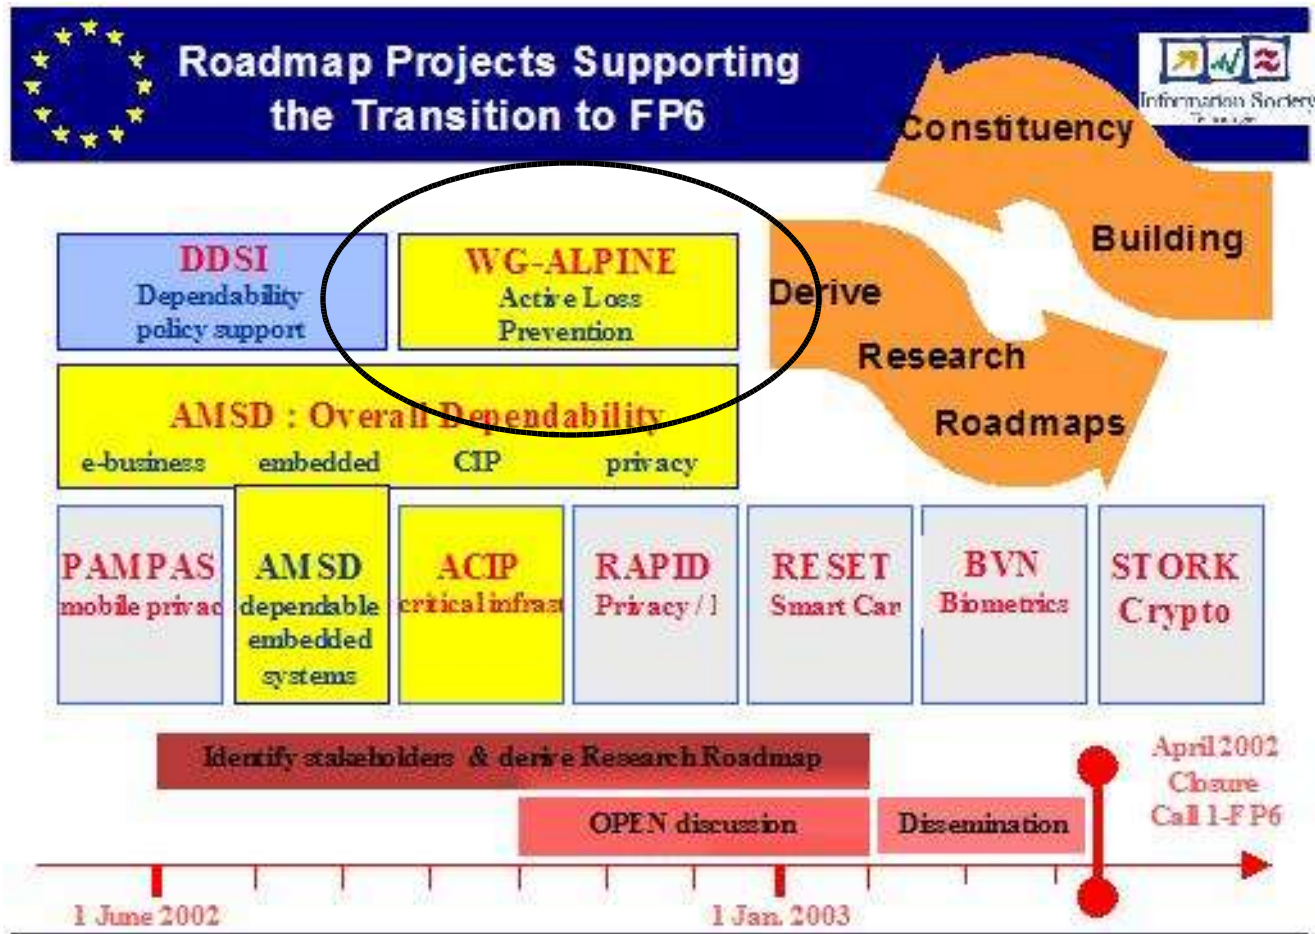 Roadmap Projects Supporting
the Transition to FP6
Information Society
Constituency
Building
Derive
Research
Roadmaps
DDSI
Dependability
policy support
WG-ALPINE
Active Loss
Prevention
AMSD : Overall Dependability
e-business embedded CIP privacy
PAMPAS
mobile privac
AMSD
dependable
embedded
systems
ACIP
critical infrast
RAPID
Privacy / I
RESET
Smart Car
BVN
Biometrics
STORK
Crypto
Identify stakeholders & derive Research Roadmap
OPEN discussion
Dissemination
April 2002
Closure
Call 1-FP6
1 June 2002
1 Jan. 2003